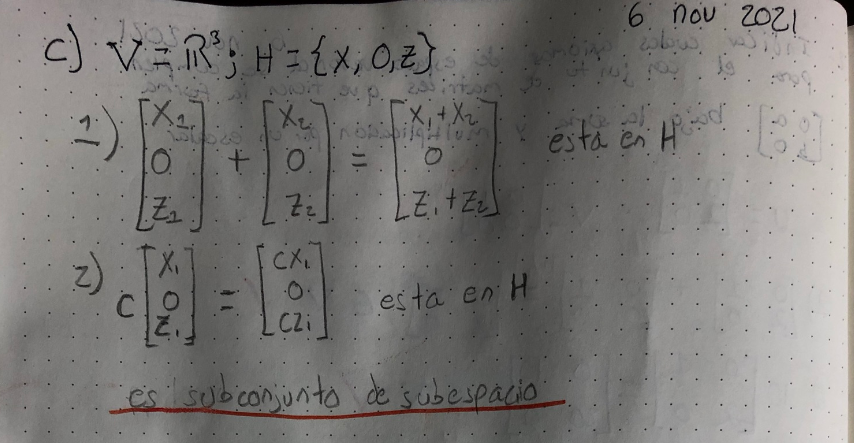 6 nov 2021
c) V = ℝ³; H = {x, 0, z}
1) [x₁ 0 z₁] + [x₂ 0 z₂] = [x₁+x₂ 0 z₁+z₂] esta en H
2) c [x₁ 0 z₁] = [cx₁ 0 cz₁] esta en H
es subconjunto de subespacio